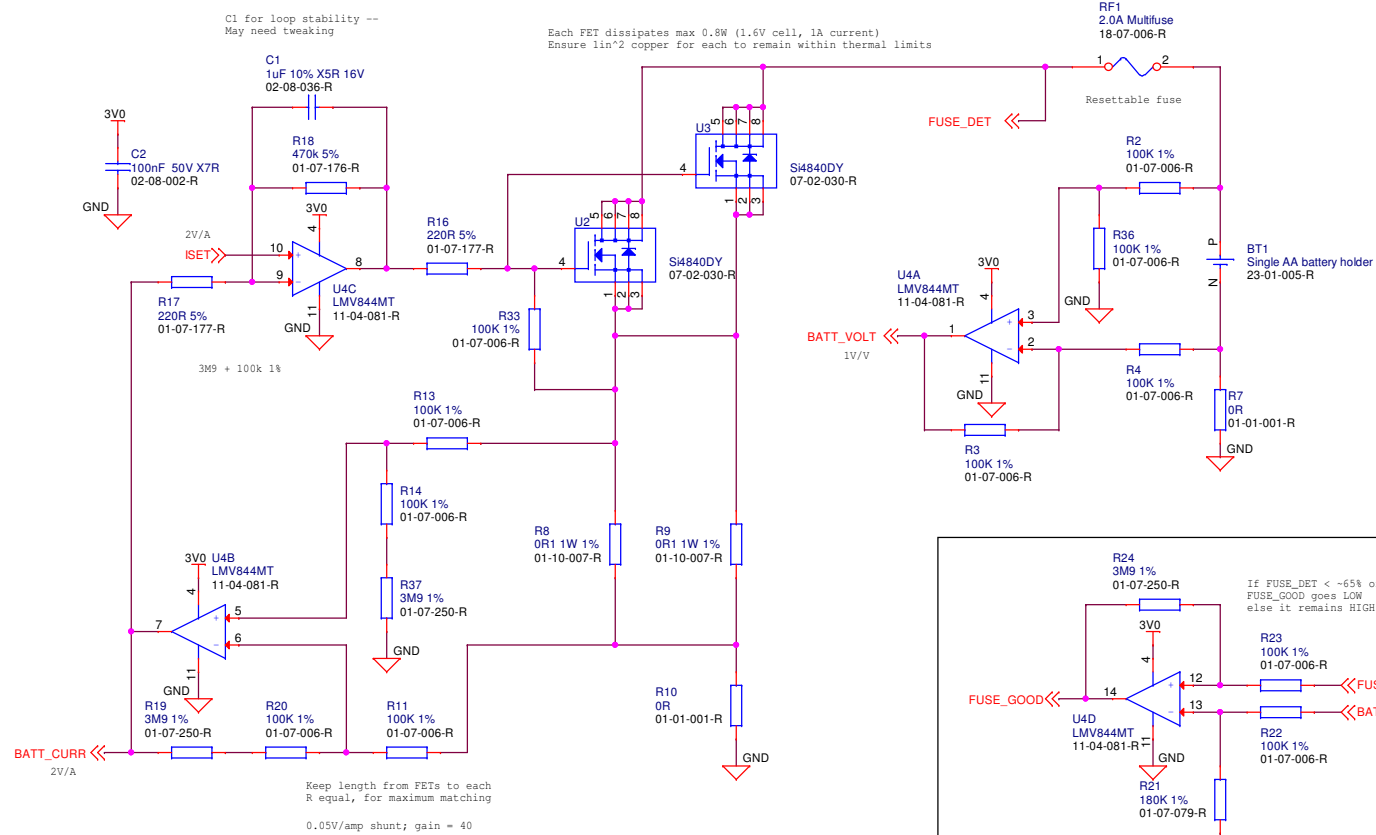 C1 for loop stability --
May need tweaking
C1
1uF 10% X5R 16V
02-08-036-R
3V0
C2
100nF 50V X7R
02-08-002-R
GND
R18
470k 5%
01-07-176-R
3V0
4
2V/A
ISET
10
9
+
-
8
U4C
LMV844MT
11-04-081-R
11
GND
R17
220R 5%
01-07-177-R
3M9 + 100k 1%
R16
220R 5%
01-07-177-R
Each FET dissipates max 0.8W (1.6V cell, 1A current)
Ensure 1in^2 copper for each to remain within thermal limits
U3
5
6
7
8
4
1
2
3
Si4840DY
07-02-030-R
U2
5
6
7
8
4
1
2
3
Si4840DY
07-02-030-R
R33
100K 1%
01-07-006-R
RF1
2.0A Multifuse
18-07-006-R
1
2
Resettable fuse
FUSE_DET
R2
100K 1%
01-07-006-R
R36
100K 1%
01-07-006-R
GND
P
N
BT1
Single AA battery holder
23-01-005-R
U4A
LMV844MT
11-04-081-R
3V0
4
3
2
+
-
1
11
GND
BATT_VOLT
1V/V
R4
100K 1%
01-07-006-R
R7
0R
01-01-001-R
GND
R3
100K 1%
01-07-006-R
R13
100K 1%
01-07-006-R
R14
100K 1%
01-07-006-R
R37
3M9 1%
01-07-250-R
GND
R8
0R1 1W 1%
01-10-007-R
R9
0R1 1W 1%
01-10-007-R
R10
0R
01-01-001-R
GND
3V0
U4B
LMV844MT
11-04-081-R
4
5
6
+
-
7
11
GND
R19
3M9 1%
01-07-250-R
R20
100K 1%
01-07-006-R
R11
100K 1%
01-07-006-R
BATT_CURR
2V/A
Keep length from FETs to each
R equal, for maximum matching
0.05V/amp shunt; gain = 40
R24
3M9 1%
01-07-250-R
If FUSE_DET < ~65% o
FUSE_GOOD goes LOW
else it remains HIGH
3V0
4
R23
100K 1%
01-07-006-R
12
13
+
-
14
FUSE_GOOD
U4D
LMV844MT
11-04-081-R
11
GND
FUS
BAT
R22
100K 1%
01-07-006-R
R21
180K 1%
01-07-079-R